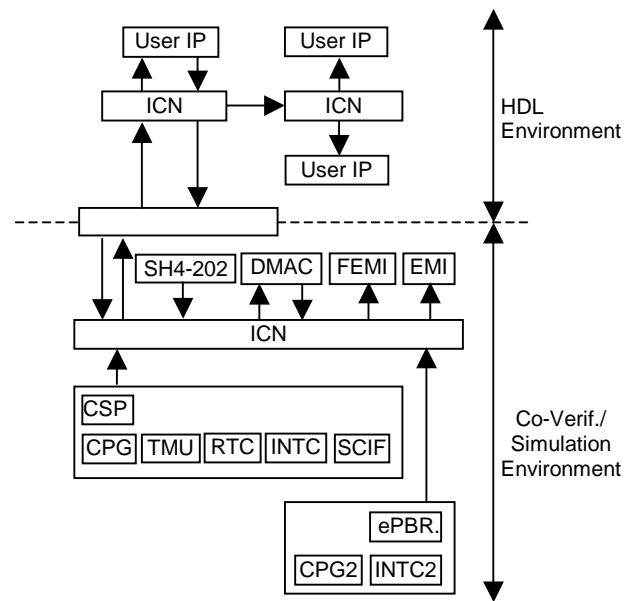 User IP
User IP
ICN
ICN
HDL
Environment
User IP
SH4-202
DMAC
FEMI
EMI
ICN
CSP
CPG
TMU
RTC
INTC
SCIF
Co-Verif./
Simulation
Environment
ePBR.
CPG2
INTC2